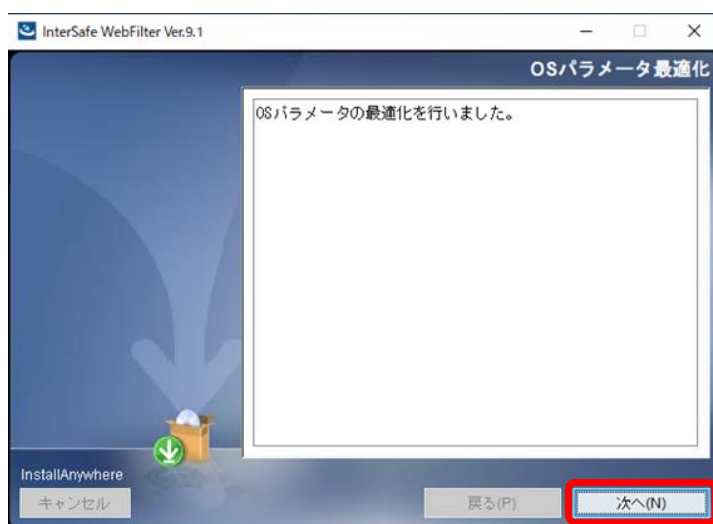 InterSafe WebFilter Ver.9.1
OSパラメータ最適化
OSパラメータの最適化を行いました。
InstallAnywhere
キャンセル
戻る(P)
次へ(N)